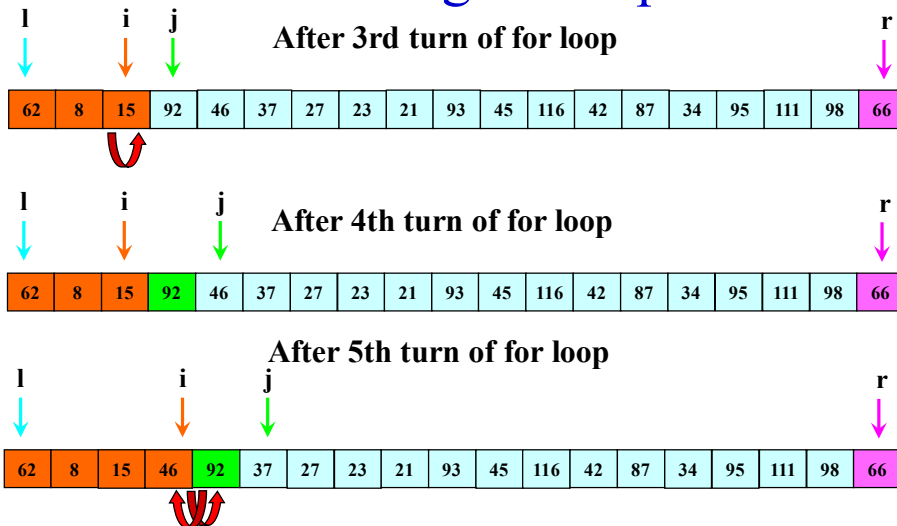 l i j After 3rd turn of for loop r
62 8 15 92 46 37 27 23 21 93 45 116 42 87 34 95 111 98 66
l i j After 4th turn of for loop r
62 8 15 92 46 37 27 23 21 93 45 116 42 87 34 95 111 98 66
After 5th turn of for loop
l i j r
62 8 15 46 92 37 27 23 21 93 45 116 42 87 34 95 111 98 66